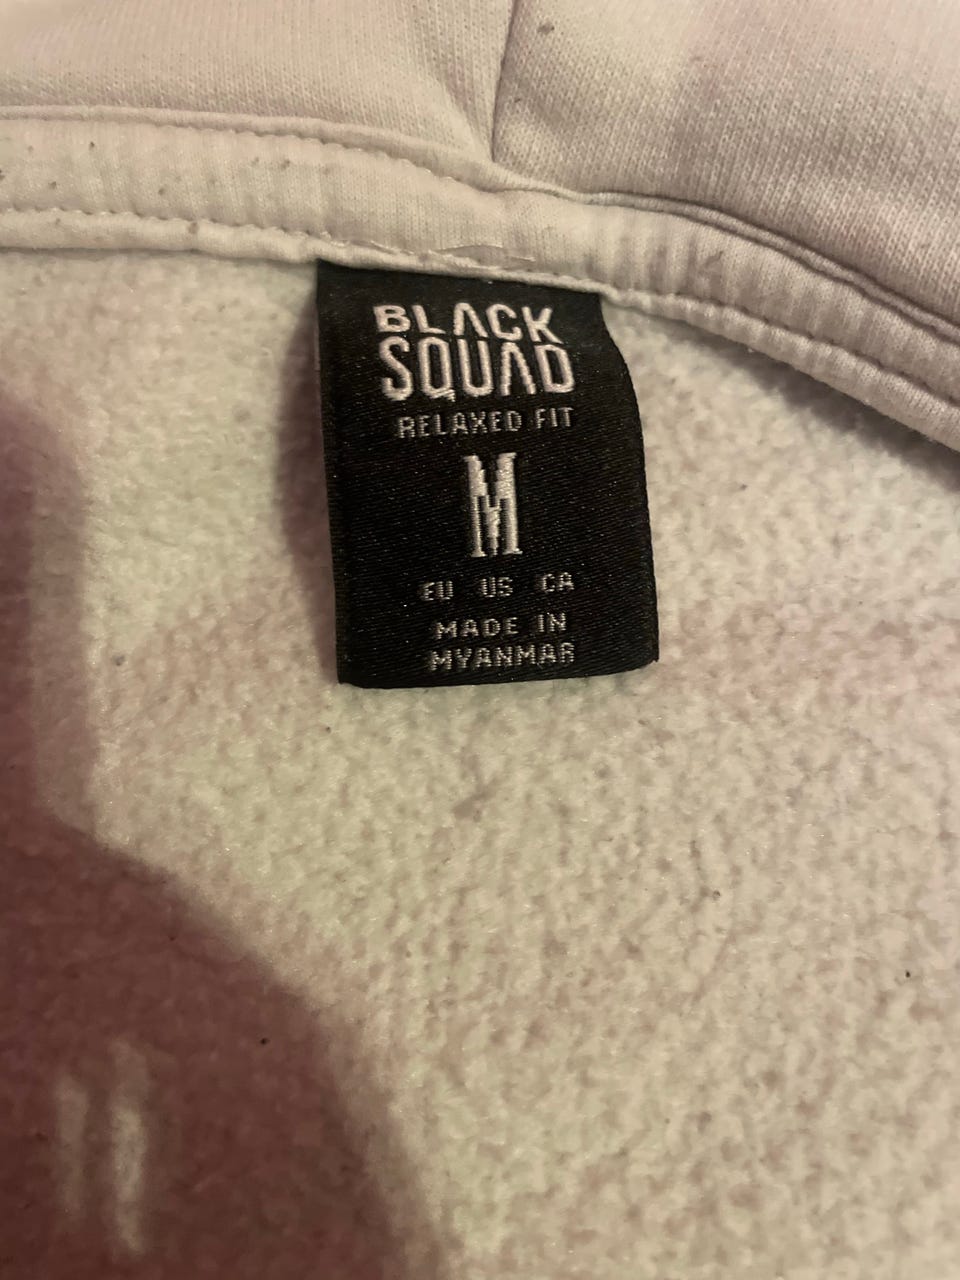 BLACK
SQUAD
RELAXED FIT
M
EU US CA
MADE IN
MYANMAR